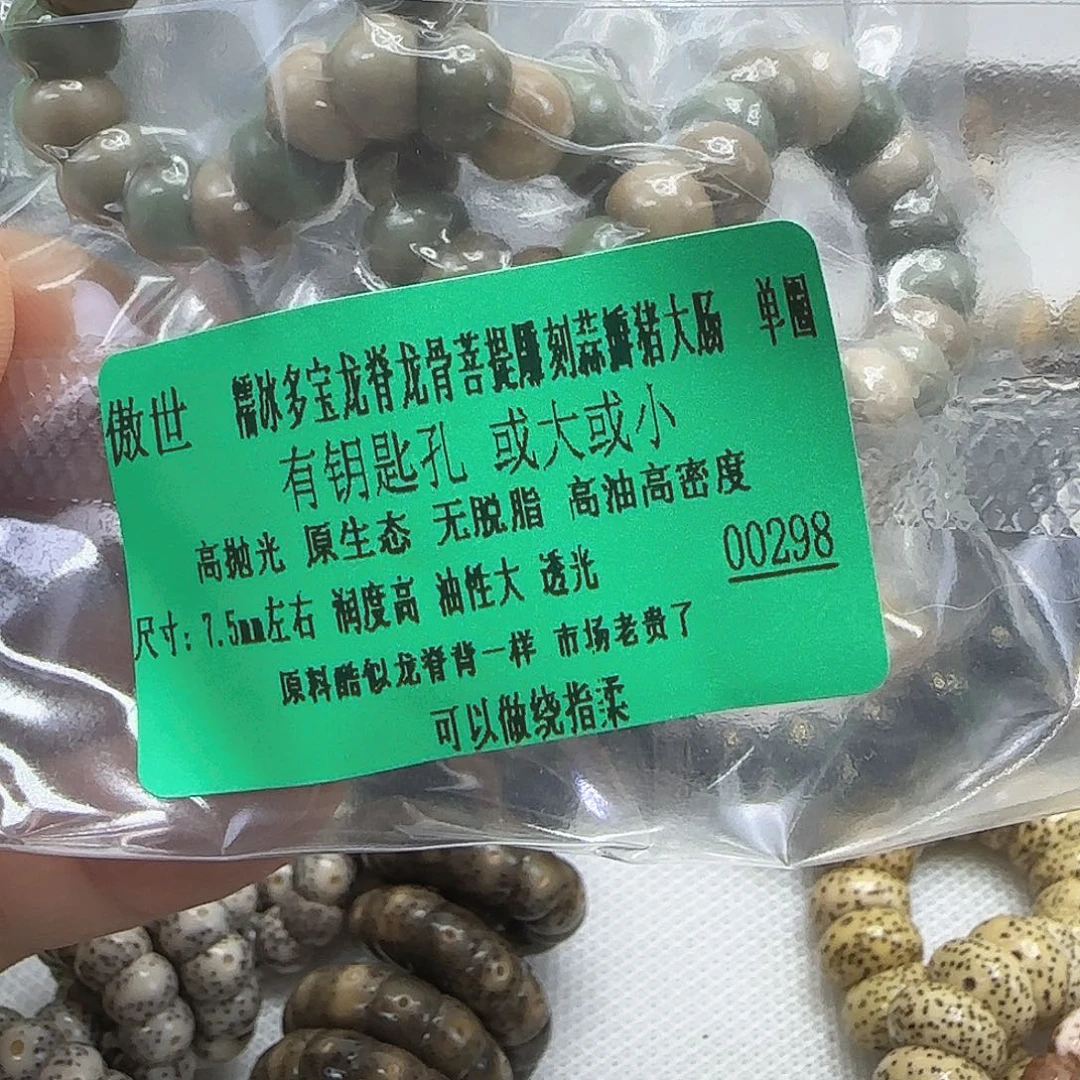 傲世 糯冰多宝龙脊龙骨菩提雕刻蒜瓣猪大肠 单圈
有钥匙孔 或大或小
高抛光 原生态 无脱脂 高油高密度
00298
尺寸：7.5mm左右 润度高 油性大 透光
原料酷似龙脊背一样 市场老贵了
可以做绕指柔